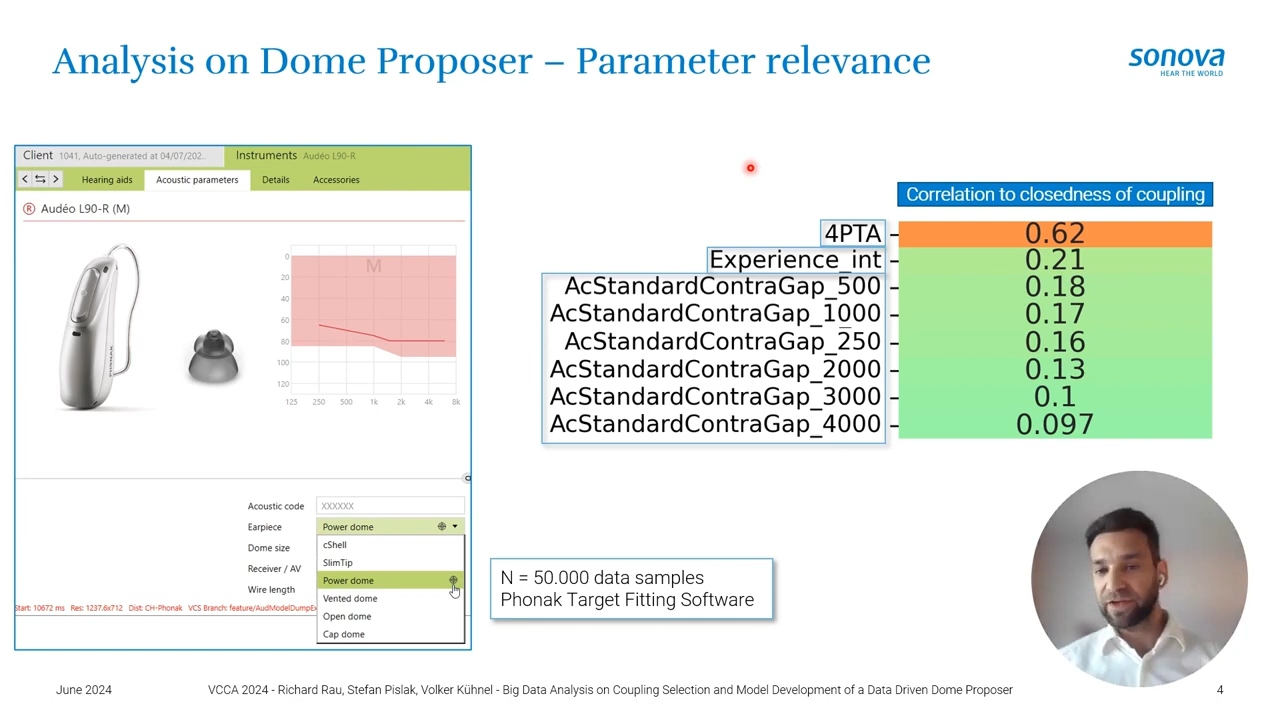 Analysis on Dome Proposer – Parameter relevance
sonova
HEAR THE WORLD
Client 1041, Auto-generated at 04/07/202.. Instruments Audéo L90-R
Hearing aids Acoustic parameters Details Accessories
R Audéo L90-R (M)
M
0
20
40
60
80
100
120
125 250 500 1k 2k 4k 8k
PHONAK
Acoustic code XXXXXX
Earpiece Power dome
Dome size
Receiver / AV
Wire length
cShell
SlimTip
Power dome
Vented dome
Open dome
Cap dome
Start: 10672 ms Res: 1237.6x712 Dist: CH-Phonak VCS Branch: feature/AudModelDumpEx
Correlation to closedness of coupling
4PTA 0.62
Experience_int 0.21
AcStandardContraGap_500 0.18
AcStandardContraGap_1000 0.17
AcStandardContraGap_250 0.16
AcStandardContraGap_2000 0.13
AcStandardContraGap_3000 0.1
AcStandardContraGap_4000 0.097
N = 50.000 data samples
Phonak Target Fitting Software
June 2024 VCCA 2024 - Richard Rau, Stefan Pislak, Volker Kühnel - Big Data Analysis on Coupling Selection and Model Development of a Data Driven Dome Proposer 4